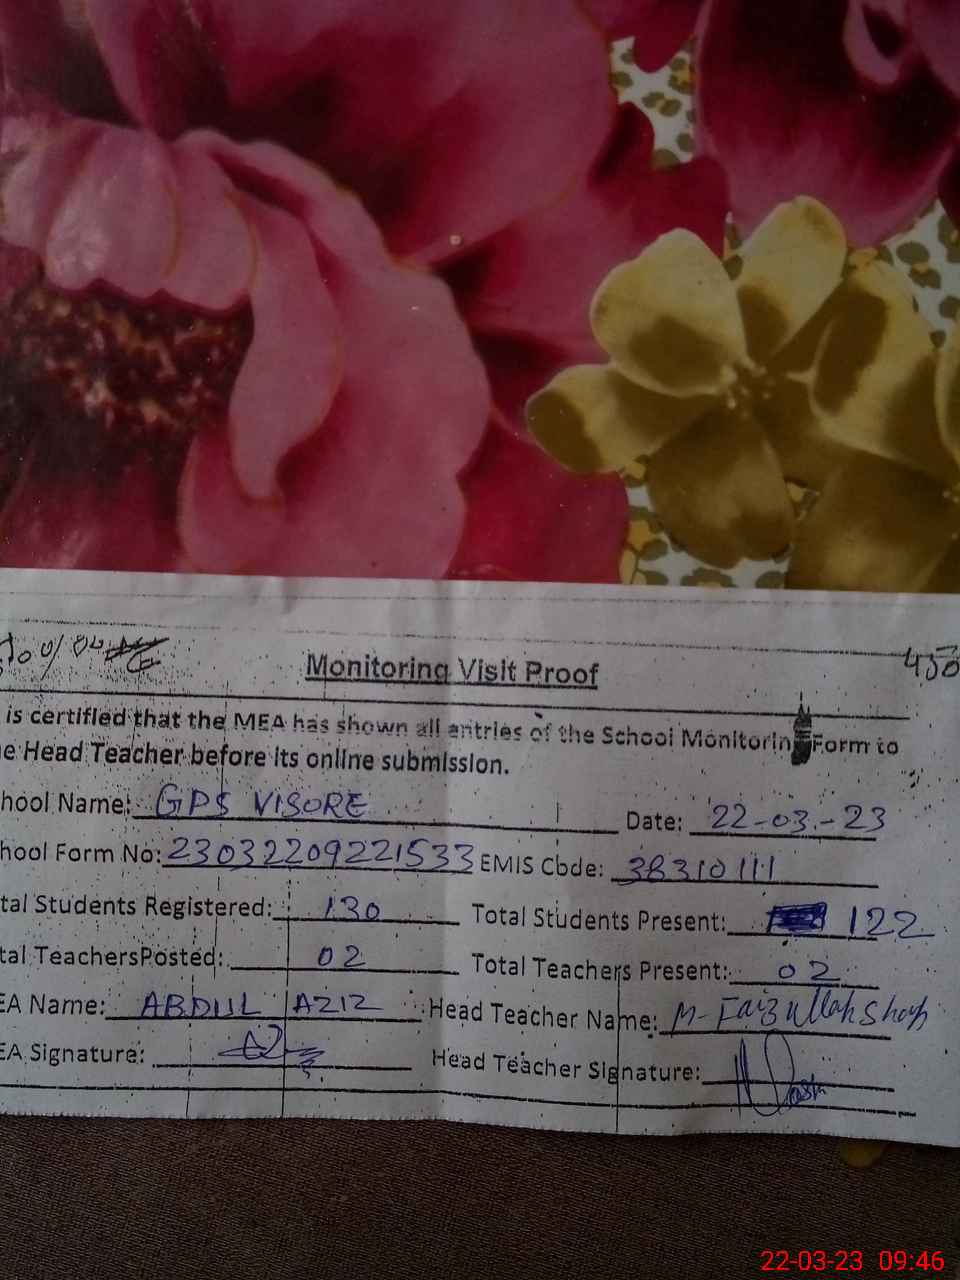 Monitoring Visit Proof
450
is certified that the MEA has shown all entries of the School Monitoring Form to
e Head Teacher before its online submission.
hool Name: GPS VISORE Date: 22-03-23
hool Form No: 23032209221533 EMIS Code: 38310111
tal Students Registered: 130 Total Students Present: 122
tal TeachersPosted: 02 Total Teachers Present: 02
EA Name: ABDUL AZIZ Head Teacher Name: M-Faizullah Shah
EA Signature: Head Teacher Signature:
22-03-23 09:46